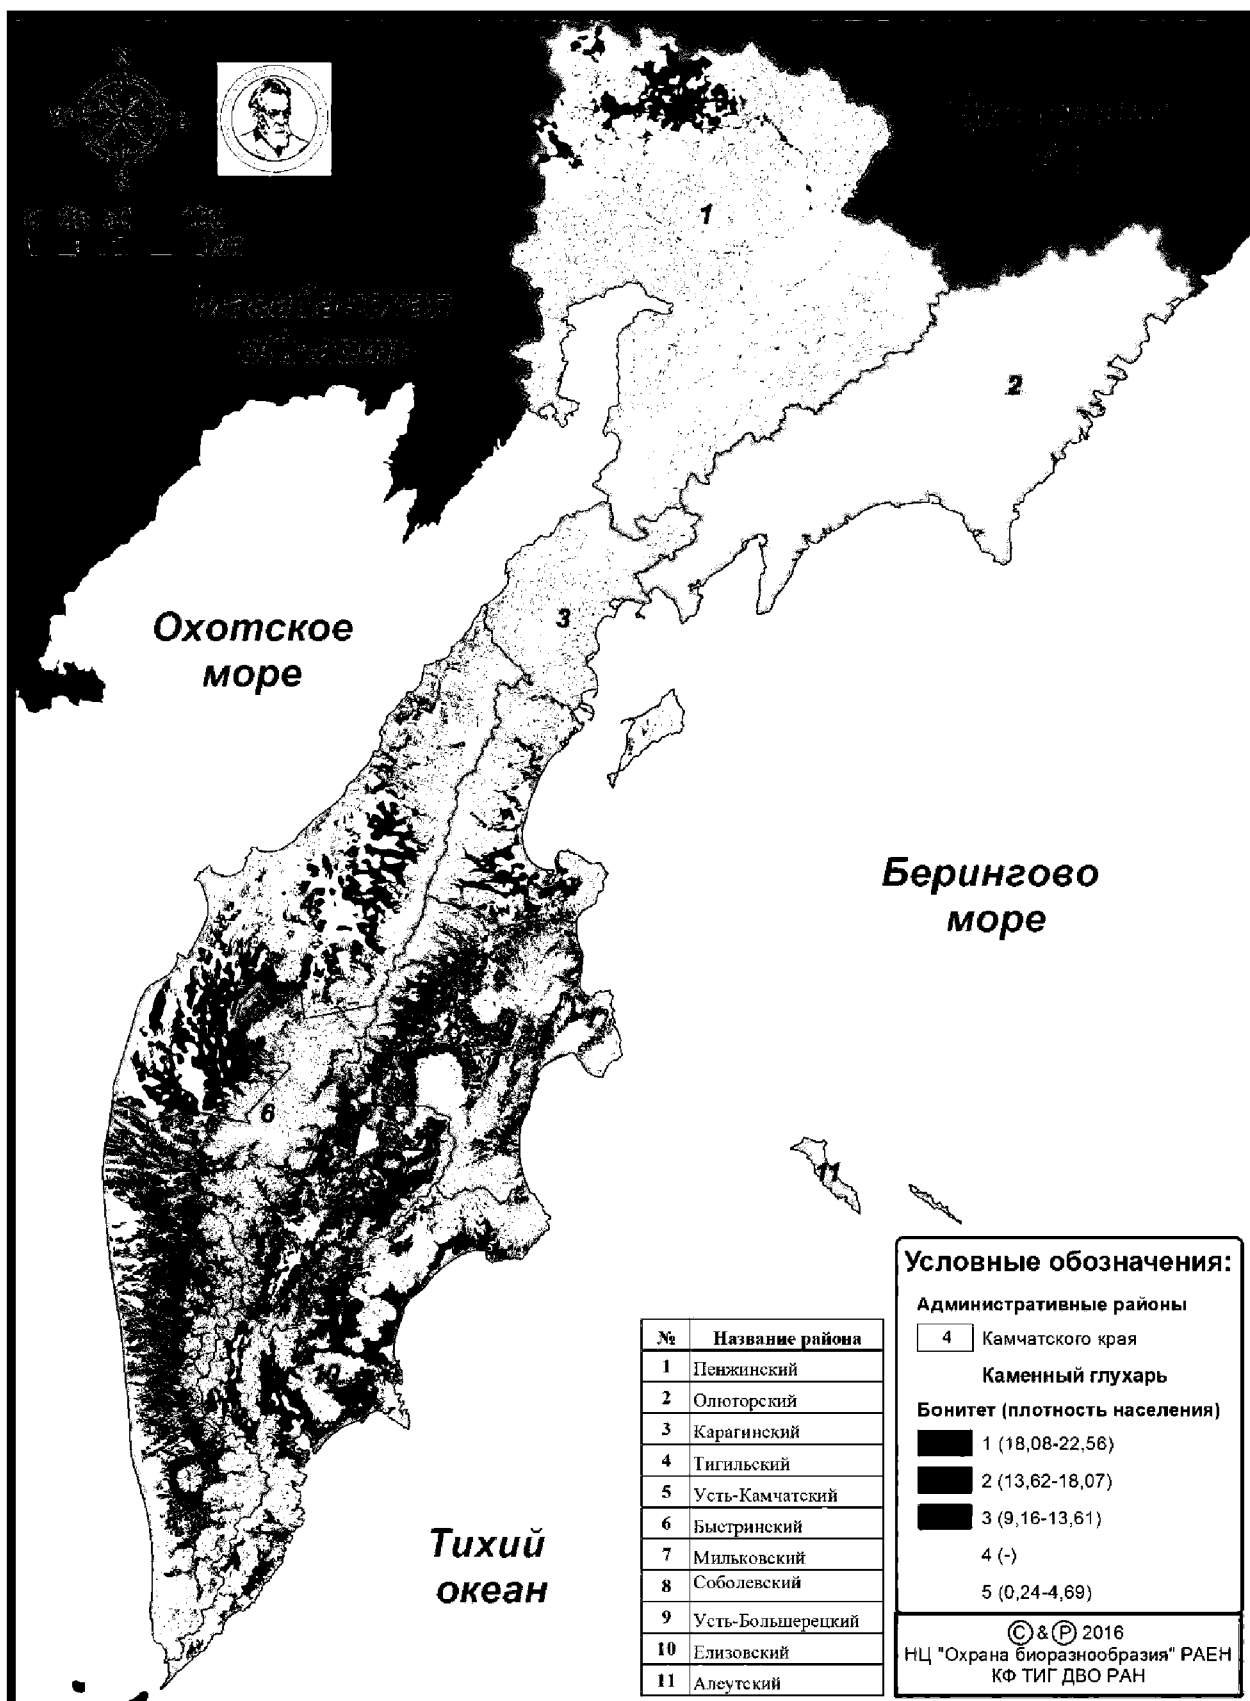 1
2
3
Охотское
море
Берингово
море
6
11
10
Тихий
океан
№ Название района
1 Пенжинский
2 Олюторский
3 Карагинский
4 Тигильский
5 Усть-Камчатский
6 Быстринский
7 Мильковский
8 Соболевский
9 Усть-Большерецкий
10 Елизовский
11 Алеутский
Условные обозначения:
Административные районы
4 Камчатского края
Каменный глухарь
Бонитет (плотность населения)
1 (18,08-22,56)
2 (13,62-18,07)
3 (9,16-13,61)
4 (-)
5 (0,24-4,69)
©&Ⓟ 2016
НЦ "Охрана биоразнообразия" РАЕН
КФ ТИГ ДВО РАН